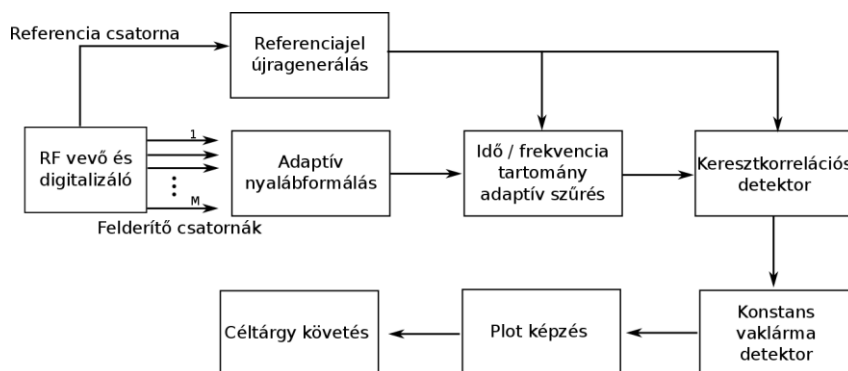 Referencia csatorna
Referenciajel
újragenerálás
RF vevő és
digitalizáló
1
M
Felderítő csatornák
Adaptív
nyalábformálás
Idő / frekvencia
tartomány
adaptív szűrés
Keresztkorrelációs
detektor
Céltárgy követés
Plot képzés
Konstans
vaklárma
detektor